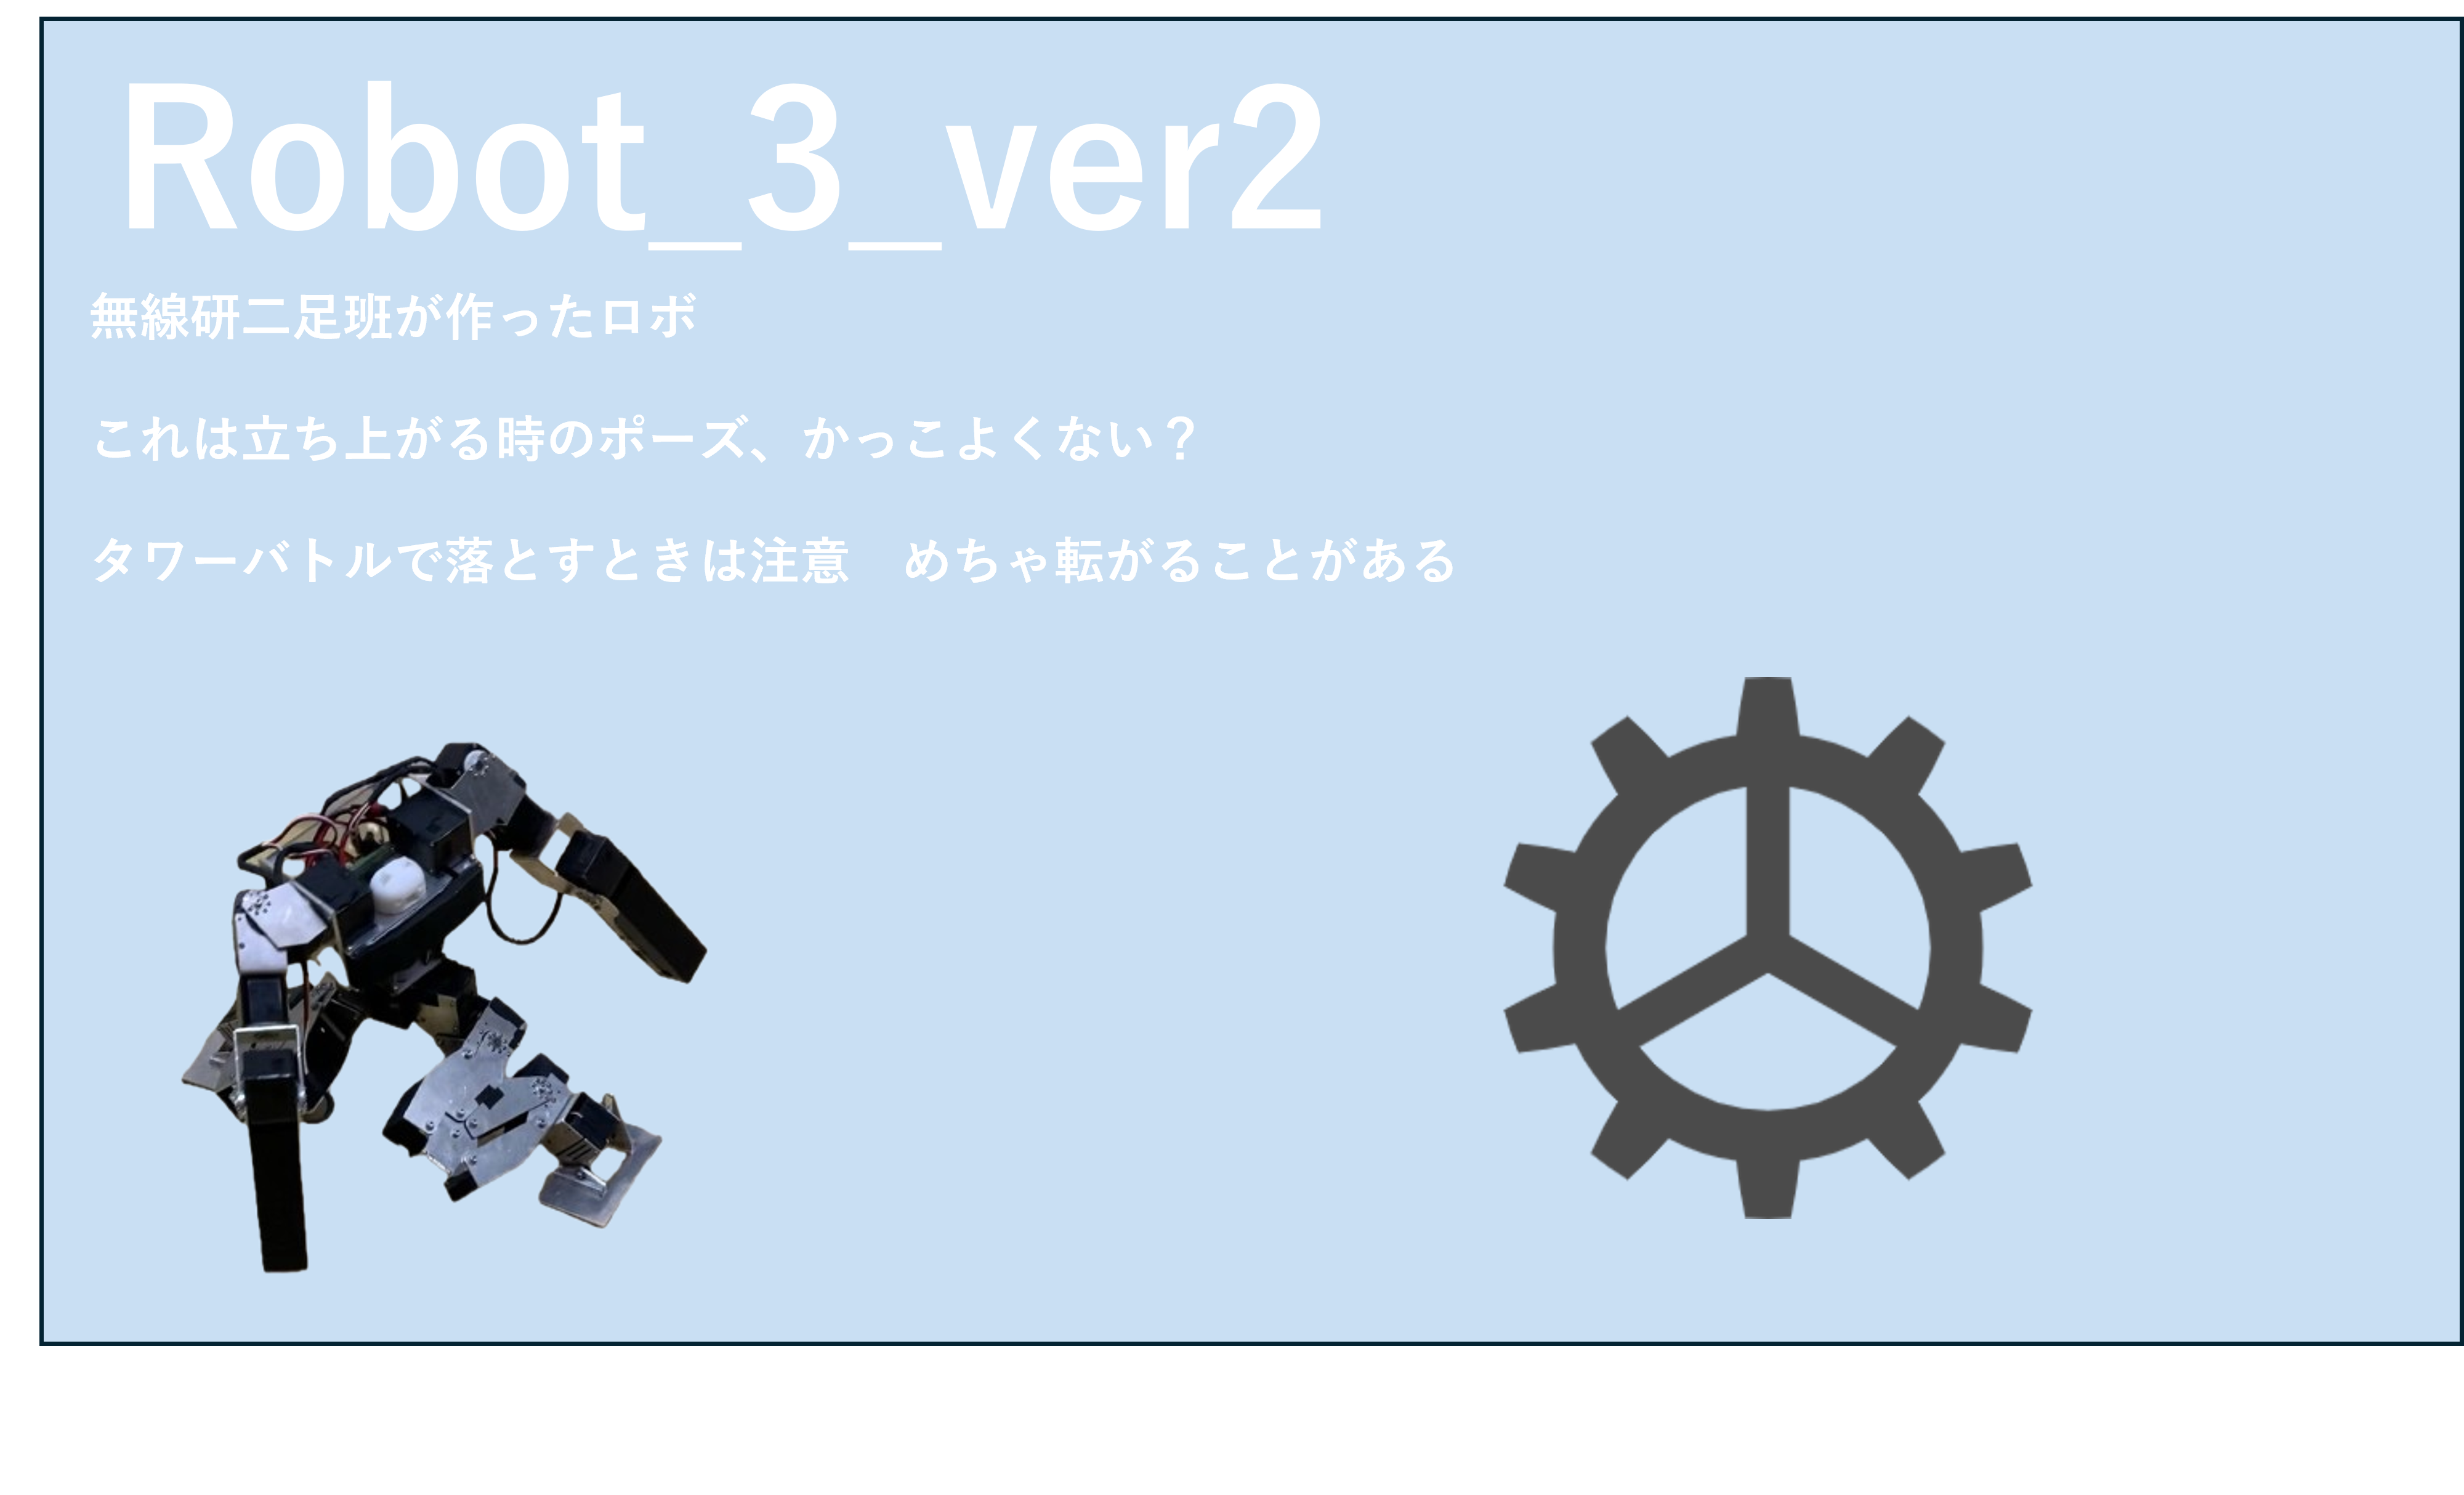 Robot_3_ver2
無線研二足班が作ったロボ
これは立ち上がる時のポーズ、かっこよくない？
タワーバトルで落とすときは注意　めちゃ転がることがある